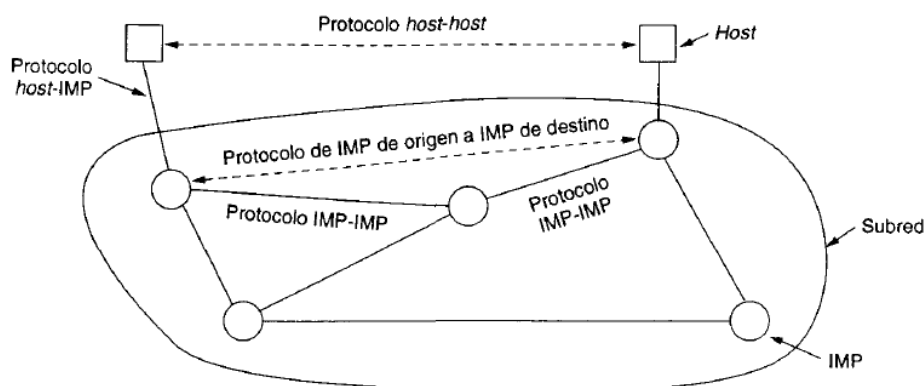 Protocolo host-host
Host
Protocolo
host-IMP
Protocolo de IMP de origen a IMP de destino
Protocolo IMP-IMP
Protocolo
IMP-IMP
Subred
IMP